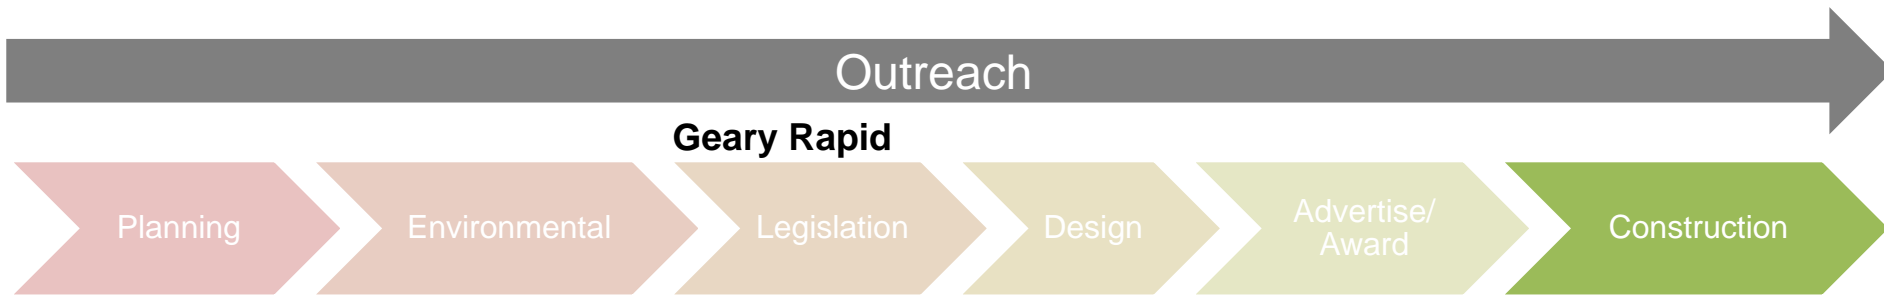 Outreach
Geary Rapid
Planning
Environmental
Legislation
Design
Advertise/
Award
Construction